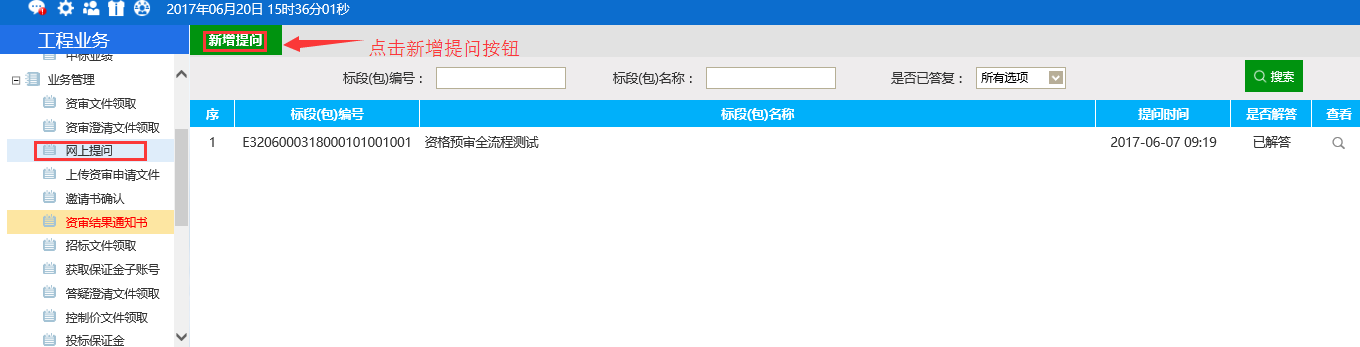 2017年06月20日 15时36分01秒
工程业务
新增提问
点击新增提问按钮
中标业绩
业务管理
资审文件领取
资审澄清文件领取
网上提问
上传资审申请文件
邀请书确认
资审结果通知书
招标文件领取
获取保证金子账号
答疑澄清文件领取
控制价文件领取
投标保证金
标段(包)编号： 标段(包)名称： 是否已答复： 所有选项 搜索
序 标段(包)编号 标段(包)名称 提问时间 是否解答 查看
1 E3206000318000101001001 资格预审全流程测试 2017-06-07 09:19 已解答